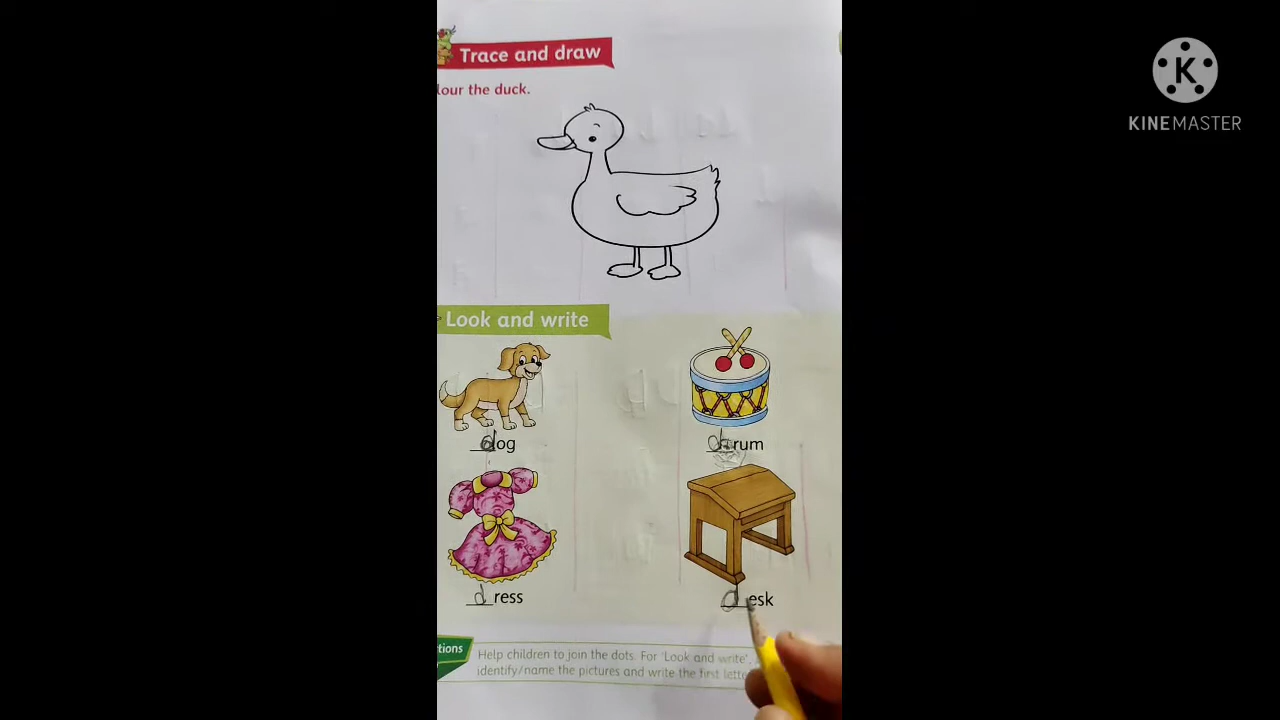 Trace and draw
lour the duck.
Look and write
dog
drum
dress
desk
tions
Help children to join the dots. For 'Look and write',
identify/name the pictures and write the first lette
K
KINEMASTER